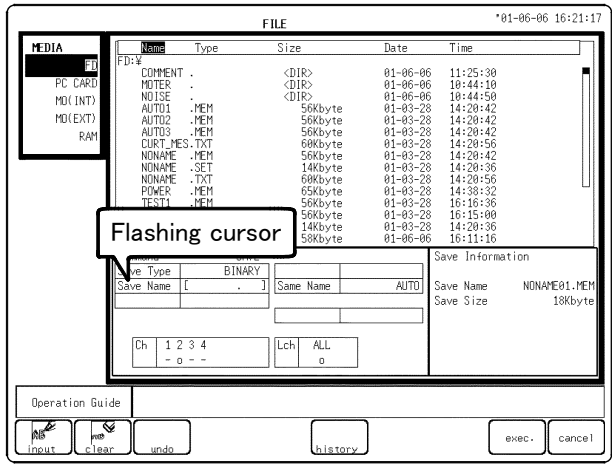 FILE
'01-06-06 16:21:17
MEDIA
FD
PC CARD
MO(INT)
MO(EXT)
RAM
Name Type Size Date Time
FD:¥
COMMENT . <DIR> 01-06-06 11:25:30
MOTER . <DIR> 01-06-06 10:44:10
NOISE . <DIR> 01-06-06 10:44:50
AUTO1 .MEM 56Kbyte 01-03-28 14:20:42
AUTO2 .MEM 56Kbyte 01-03-28 14:20:42
AUTO3 .MEM 56Kbyte 01-03-28 14:20:42
CURT_MES.TXT 60Kbyte 01-03-28 14:20:56
NONAME .MEM 56Kbyte 01-03-28 14:20:42
NONAME .SET 14Kbyte 01-03-28 14:20:36
NONAME .TXT 60Kbyte 01-03-28 14:20:56
POWER .MEM 65Kbyte 01-03-28 14:38:32
TEST1 .MEM 56Kbyte 01-03-28 16:16:36
56Kbyte 01-03-28 16:15:00
14Kbyte 01-03-28 14:20:36
58Kbyte 01-06-06 16:11:16
Flashing cursor
Save Type BINARY
Save Name [ . ] Same Name AUTO
Save Information
Save Name NONAME01.MEM
Save Size 18Kbyte
Ch 1 2 3 4
- o - -
Lch ALL
o
Operation Guide
input clear undo history exec. cancel